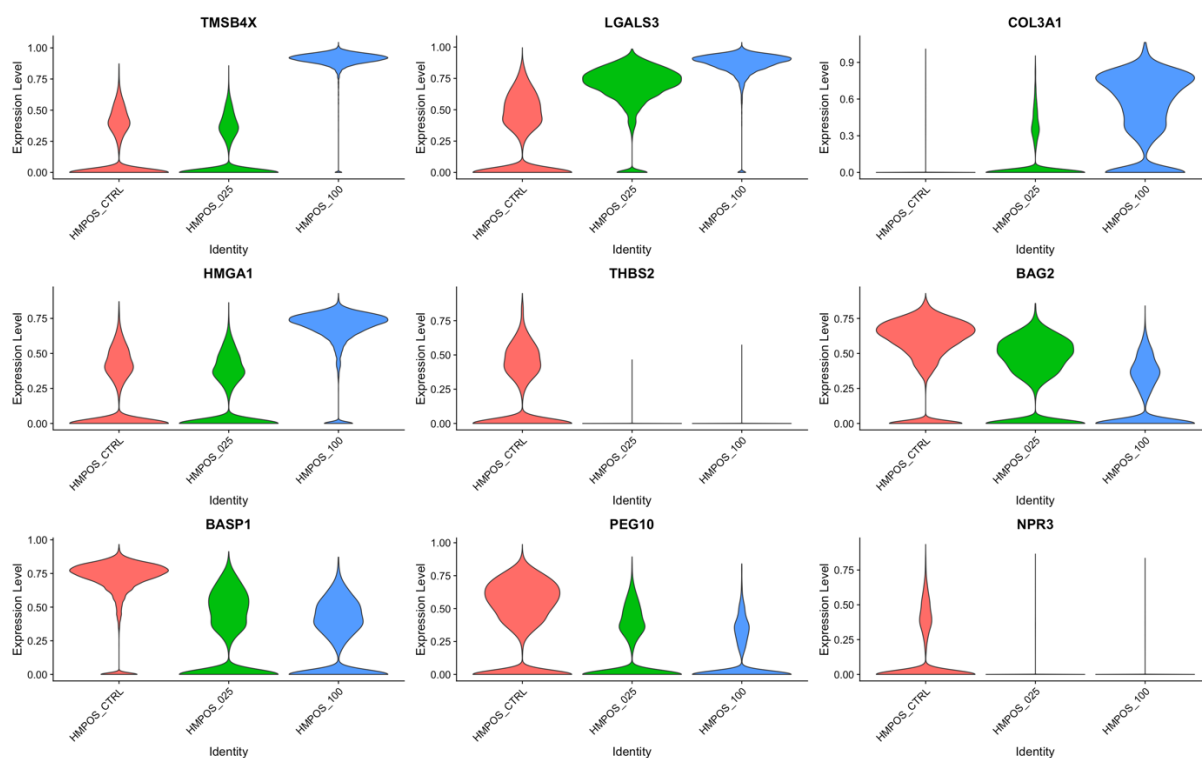 TMSB4X
Expression Level
1.00
0.75
0.50
0.25
0.00
HMPOS_CTRL
HMPOS_025
HMPOS_100
Identity
LGALS3
Expression Level
1.00
0.75
0.50
0.25
0.00
HMPOS_CTRL
HMPOS_025
HMPOS_100
Identity
COL3A1
Expression Level
0.9
0.6
0.3
0.0
HMPOS_CTRL
HMPOS_025
HMPOS_100
Identity
HMGA1
Expression Level
0.75
0.50
0.25
0.00
HMPOS_CTRL
HMPOS_025
HMPOS_100
Identity
THBS2
Expression Level
0.75
0.50
0.25
0.00
HMPOS_CTRL
HMPOS_025
HMPOS_100
Identity
BAG2
Expression Level
0.75
0.50
0.25
0.00
HMPOS_CTRL
HMPOS_025
HMPOS_100
Identity
BASP1
Expression Level
1.00
0.75
0.50
0.25
0.00
HMPOS_CTRL
HMPOS_025
HMPOS_100
Identity
PEG10
Expression Level
1.00
0.75
0.50
0.25
0.00
HMPOS_CTRL
HMPOS_025
HMPOS_100
Identity
NPR3
Expression Level
0.75
0.50
0.25
0.00
HMPOS_CTRL
HMPOS_025
HMPOS_100
Identity